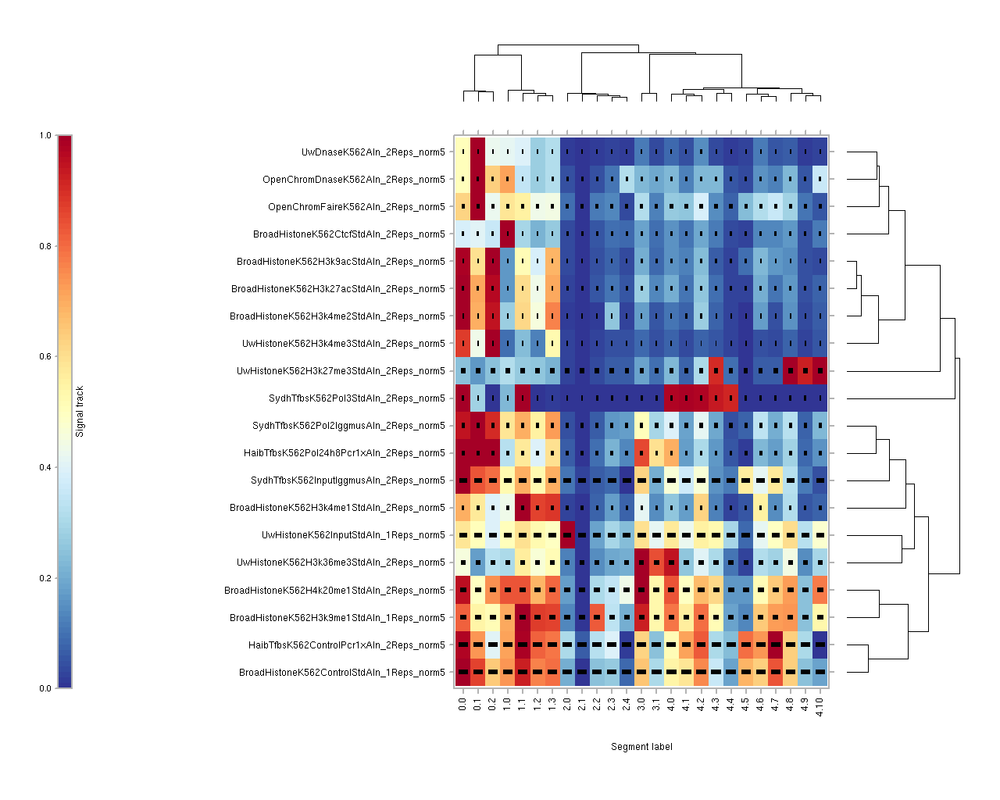 1.0
0.8
0.6
0.4
0.2
0.0
Signal track
UwDnaseK562Aln_2Reps_norm5
OpenChromDnaseK562Aln_2Reps_norm5
OpenChromFaireK562Aln_2Reps_norm5
BroadHistoneK562CtcfStdAln_2Reps_norm5
BroadHistoneK562H3k9acStdAln_2Reps_norm5
BroadHistoneK562H3k27acStdAln_2Reps_norm5
BroadHistoneK562H3k4me2StdAln_2Reps_norm5
UwHistoneK562H3k4me3StdAln_2Reps_norm5
UwHistoneK562H3k27me3StdAln_2Reps_norm5
SydhTfbsK562Pol3StdAln_2Reps_norm5
SydhTfbsK562Pol2IggmusAln_2Reps_norm5
HaibTfbsK562Pol24h8Pcr1xAln_2Reps_norm5
SydhTfbsK562InputIggmusAln_2Reps_norm5
BroadHistoneK562H3k4me1StdAln_2Reps_norm5
UwHistoneK562InputStdAln_1Reps_norm5
UwHistoneK562H3k36me3StdAln_2Reps_norm5
BroadHistoneK562H4k20me1StdAln_2Reps_norm5
BroadHistoneK562H3k9me1StdAln_1Reps_norm5
HaibTfbsK562ControlPcr1xAln_2Reps_norm5
BroadHistoneK562ControlStdAln_1Reps_norm5
0.0 0.1 0.2 1.0 1.1 1.2 1.3 2.0 2.1 2.2 2.3 2.4 3.0 3.1 4.0 4.1 4.2 4.3 4.4 4.5 4.6 4.7 4.8 4.9 4.10
Segment label